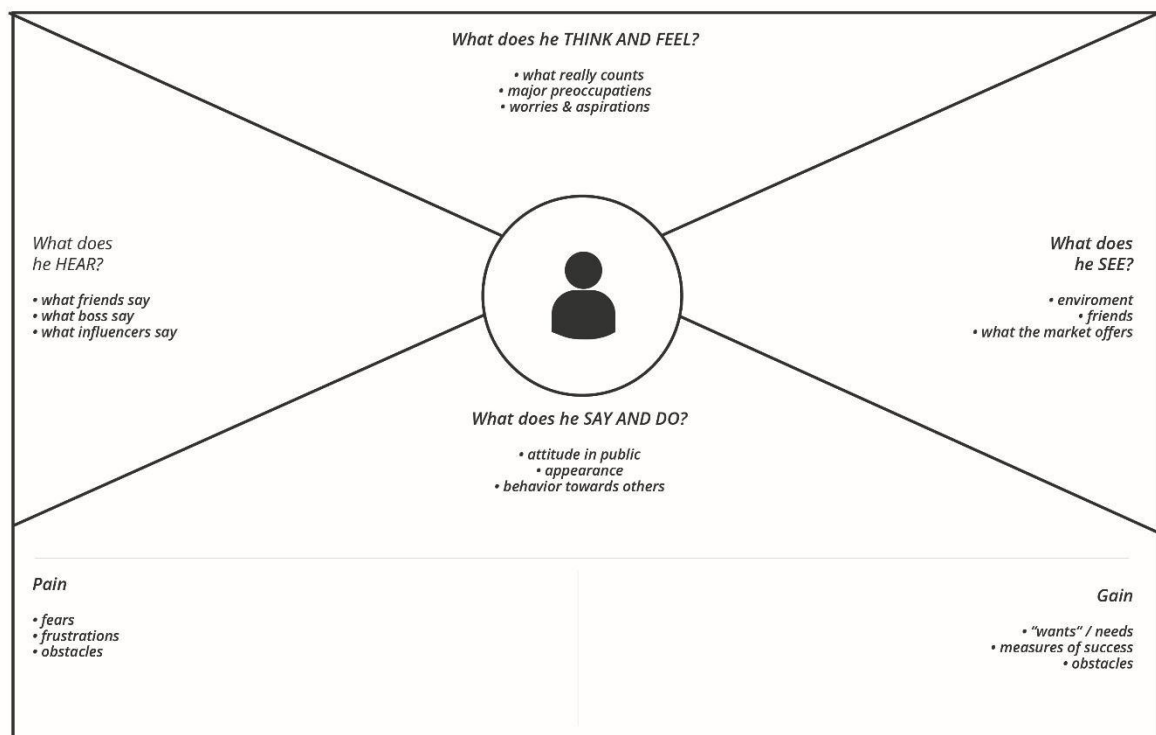 What does he THINK AND FEEL?
• what really counts
• major preoccupatiens
• worries & aspirations
What does
he HEAR?
• what friends say
• what boss say
• what influencers say
What does
he SEE?
• enviroment
• friends
• what the market offers
What does he SAY AND DO?
• attitude in public
• appearance
• behavior towards others
Pain
• fears
• frustrations
• obstacles
Gain
• “wants” / needs
• measures of success
• obstacles